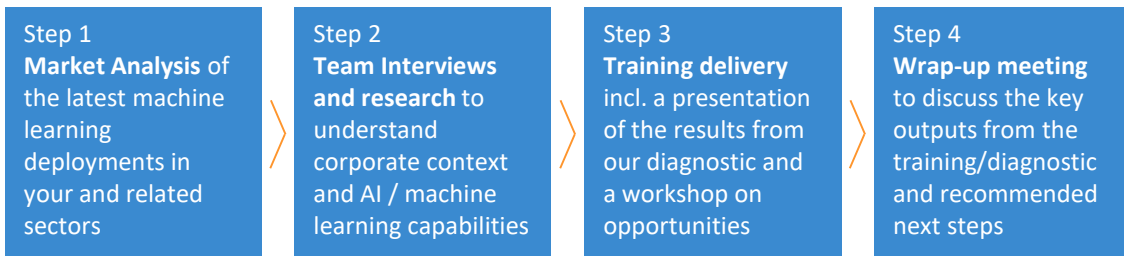 Step 1
Market Analysis of
the latest machine
learning
deployments in
your and related
sectors
Step 2
Team Interviews
and research to
understand
corporate context
and AI / machine
learning capabilities
Step 3
Training delivery
incl. a presentation
of the results from
our diagnostic and
a workshop on
opportunities
Step 4
Wrap-up meeting
to discuss the key
outputs from the
training/diagnostic
and recommended
next steps